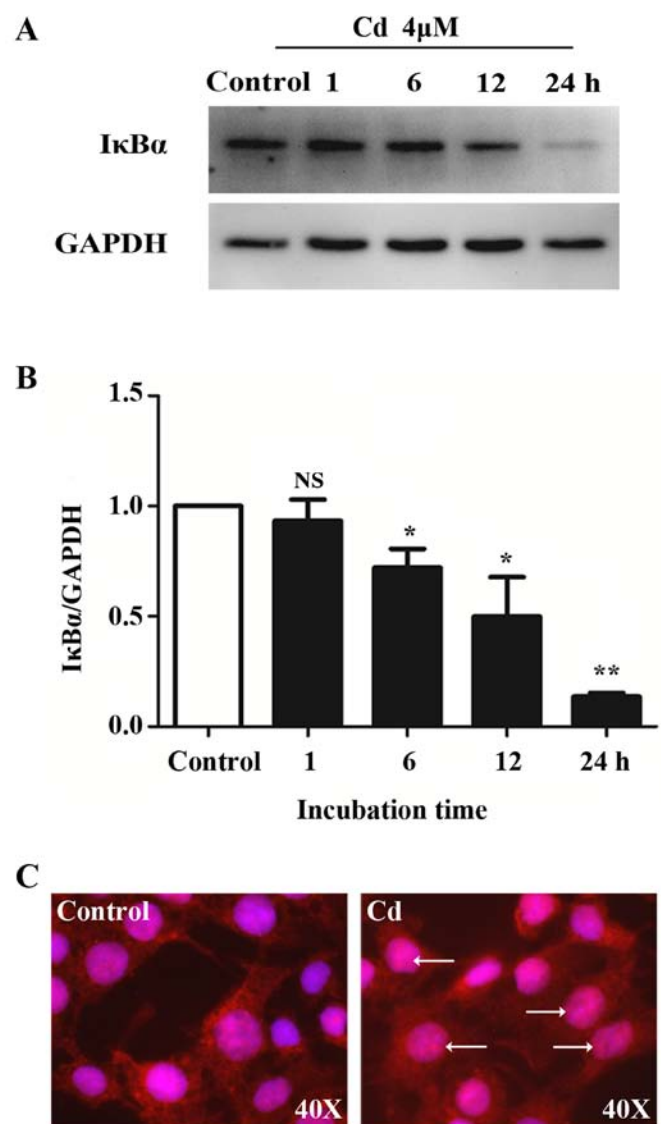 A
Cd 4μM
Control 1 6 12 24 h
IκBα
GAPDH
B
IκBα/GAPDH
1.5
1.0
0.5
0.0
NS
*
*
**
Control 1 6 12 24 h
Incubation time
C
Control
40X
Cd
40X